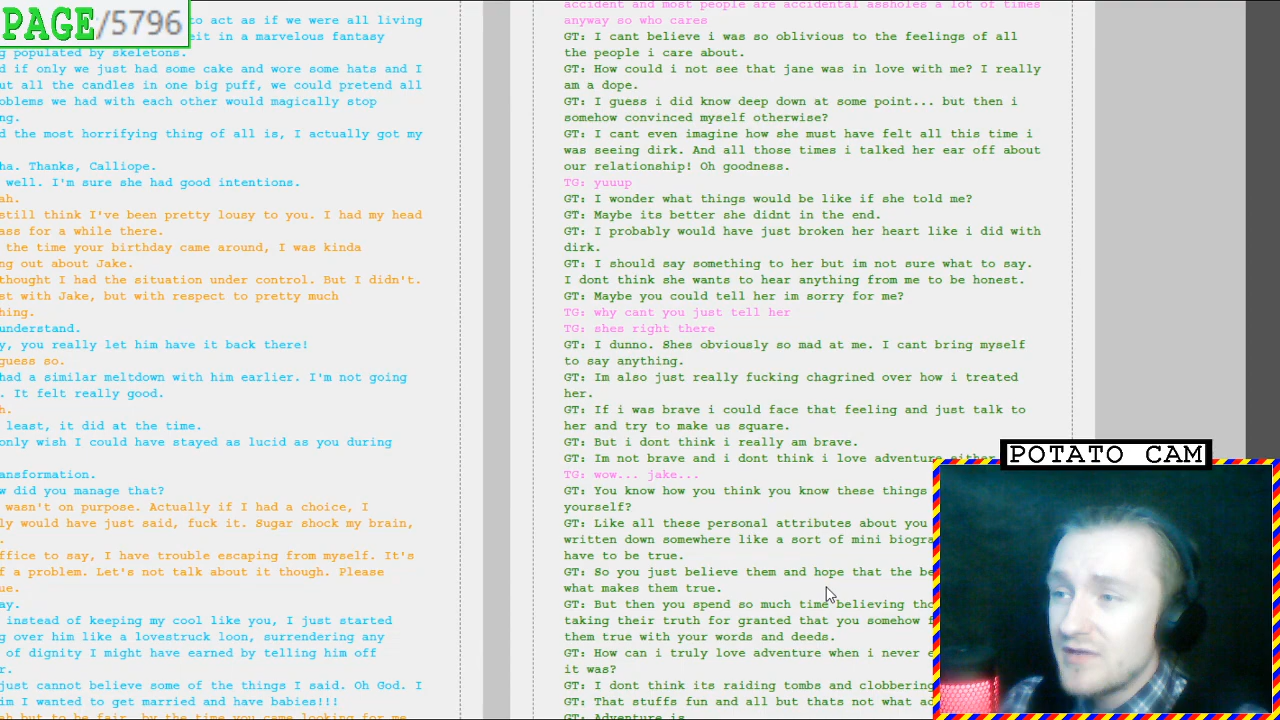 PAGE/5796
to act as if we were all living
eit in a marvelous fantasy
g populated by skeletons.
d if only we just had some cake and wore some hats and I
ut all the candles in one big puff, we could pretend all
oblems we had with each other would magically stop
ng.
d the most horrifying thing of all is, I actually got my
ha. Thanks, Calliope.
well. I'm sure she had good intentions.
ah.
still think I've been pretty lousy to you. I had my head
ass for a while there.
the time your birthday came around, I was kinda
ng out about Jake.
thought I had the situation under control. But I didn't.
st with Jake, but with respect to pretty much
hing.
understand.
y, you really let him have it back there!
guess so.
had a similar meltdown with him earlier. I'm not going
. It felt really good.
h.
least, it did at the time.
only wish I could have stayed as lucid as you during
ansformation.
w did you manage that?
wasn't on purpose. Actually if I had a choice, I
ly would have just said, fuck it. Sugar shock my brain,
.
ffice to say, I have trouble escaping from myself. It's
f a problem. Let's not talk about it though. Please
ue.
ay.
instead of keeping my cool like you, I just started
g over him like a lovestruck loon, surrendering any
of dignity I might have earned by telling him off
r.
just cannot believe some of the things I said. Oh God. I
im I wanted to get married and have babies!!!
ah but to be fair, by the time you came looking for me
accident and most people are accidental assholes a lot of times
anyway so who cares
GT: I cant believe i was so oblivious to the feelings of all
the people i care about.
GT: How could i not see that jane was in love with me? I really
am a dope.
GT: I guess i did know deep down at some point... but then i
somehow convinced myself otherwise?
GT: I cant even imagine how she must have felt all this time i
was seeing dirk. And all those times i talked her ear off about
our relationship! Oh goodness.
TG: yuuup
GT: I wonder what things would be like if she told me?
GT: Maybe its better she didnt in the end.
GT: I probably would have just broken her heart like i did with
dirk.
GT: I should say something to her but im not sure what to say.
I dont think she wants to hear anything from me to be honest.
GT: Maybe you could tell her im sorry for me?
TG: why cant you just tell her
TG: shes right there
GT: I dunno. Shes obviously so mad at me. I cant bring myself
to say anything.
GT: Im also just really fucking chagrined over how i treated
her.
GT: If i was brave i could face that feeling and just talk to
her and try to make us square.
GT: But i dont think i really am brave.
GT: Im not brave and i dont think i love adventure either
TG: wow... jake...
GT: You know how you think you know these things
yourself?
GT: Like all these personal attributes about you
written down somewhere like a sort of mini biogra
have to be true.
GT: So you just believe them and hope that the be
what makes them true.
GT: But then you spend so much time believing tho
taking their truth for granted that you somehow f
them true with your words and deeds.
GT: How can i truly love adventure when i never e
it was?
GT: I dont think its raiding tombs and clobbering
GT: That stuffs fun and all but thats not what ad
GT: Adventure is
POTATO CAM